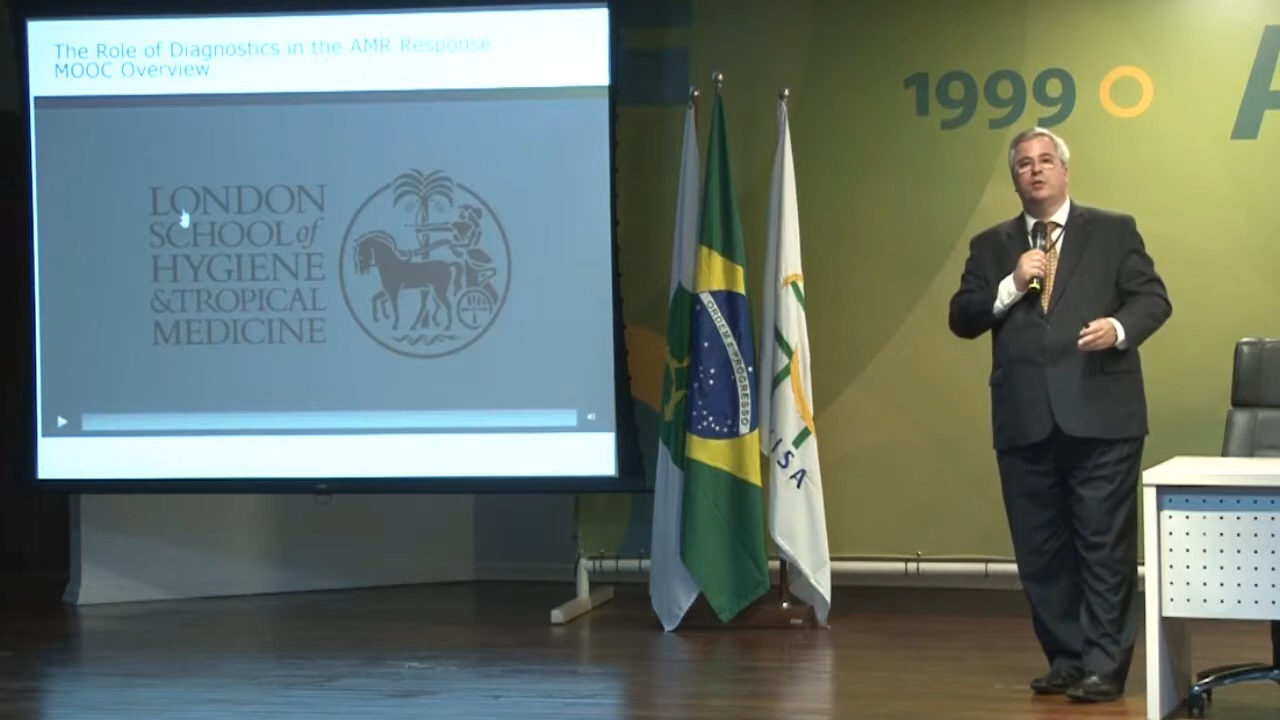 The Role of Diagnostics in the AMR Response
MOOC Overview
LONDON
SCHOOL of
HYGIENE
&TROPICAL
MEDICINE
1999
A
ORDEM E PROGRESSO
ISA